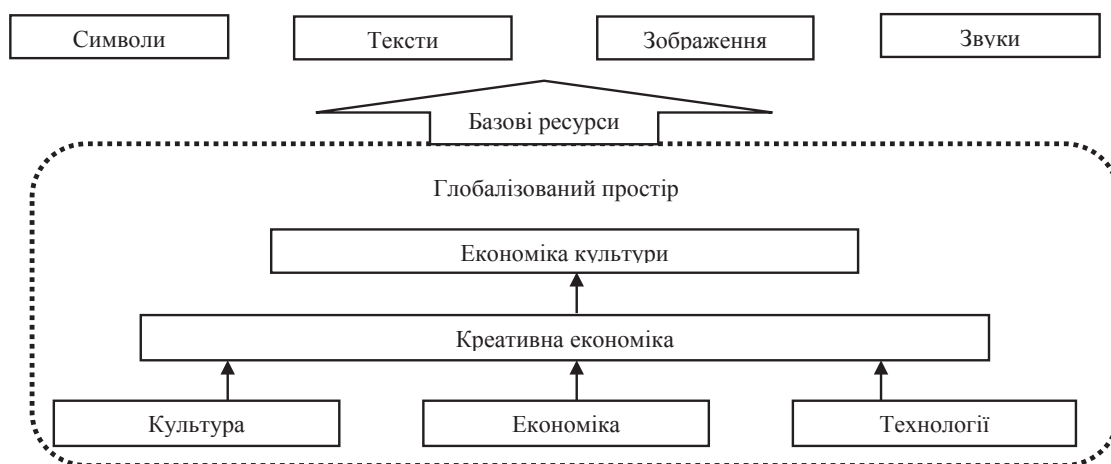 Символи
Тексти
Зображення
Звуки
Базові ресурси
Глобалізований простір
Економіка культури
Креативна економіка
Культура
Економіка
Технології